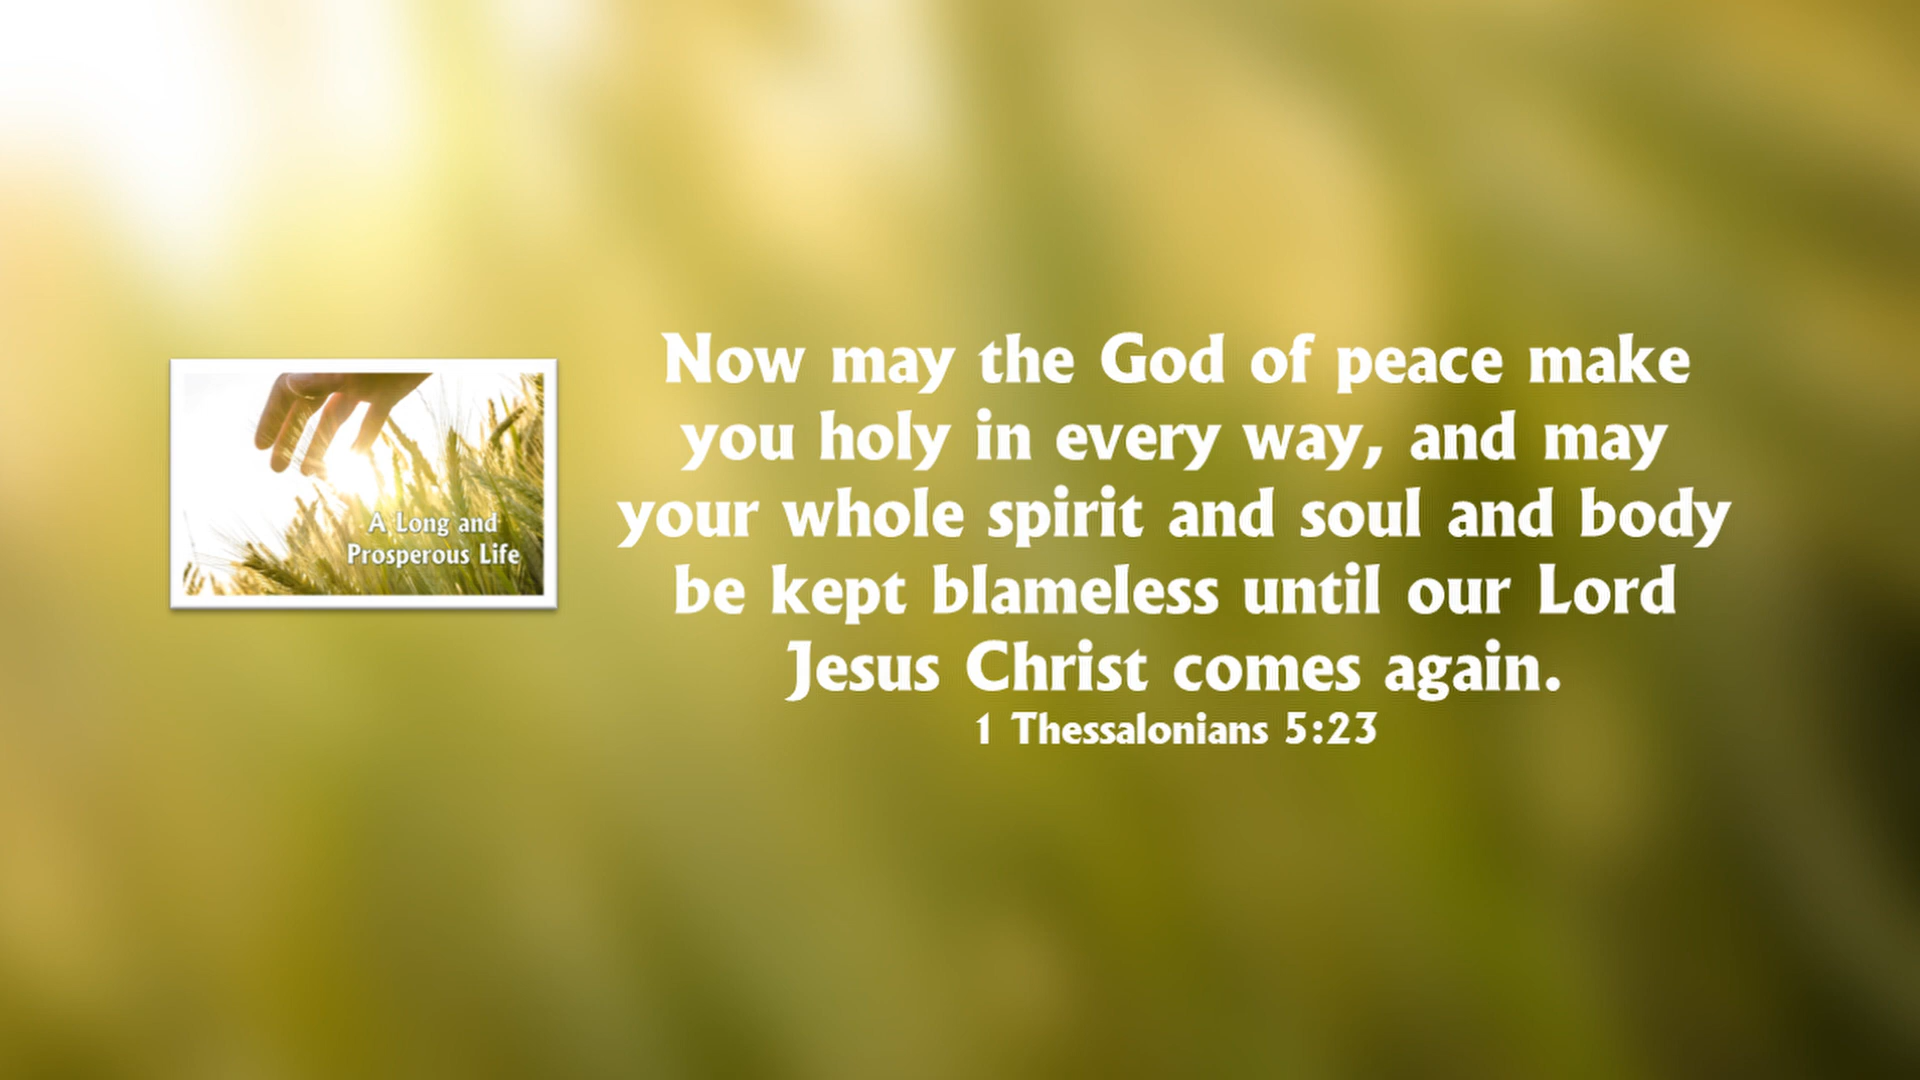 A Long and
Prosperous Life
Now may the God of peace make
you holy in every way, and may
your whole spirit and soul and body
be kept blameless until our Lord
Jesus Christ comes again.
1 Thessalonians 5:23